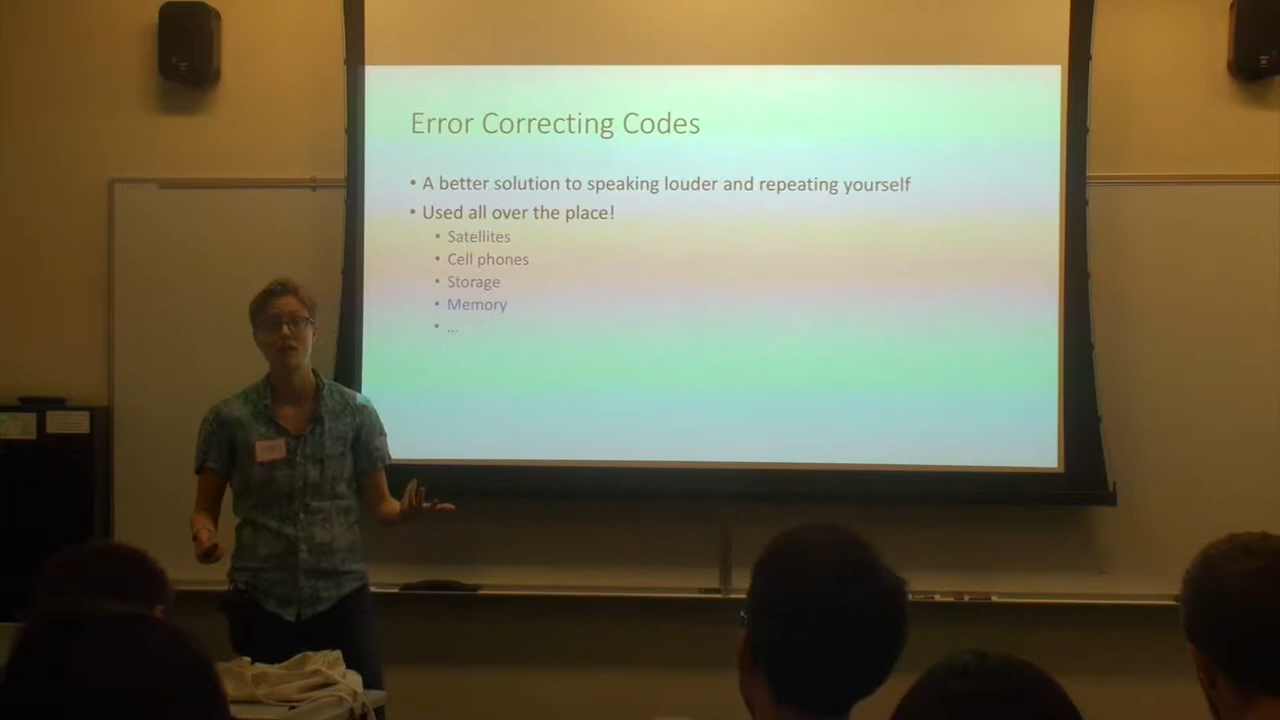 Error Correcting Codes
• A better solution to speaking louder and repeating yourself
• Used all over the place!
• Satellites
• Cell phones
• Storage
• Memory
• ...